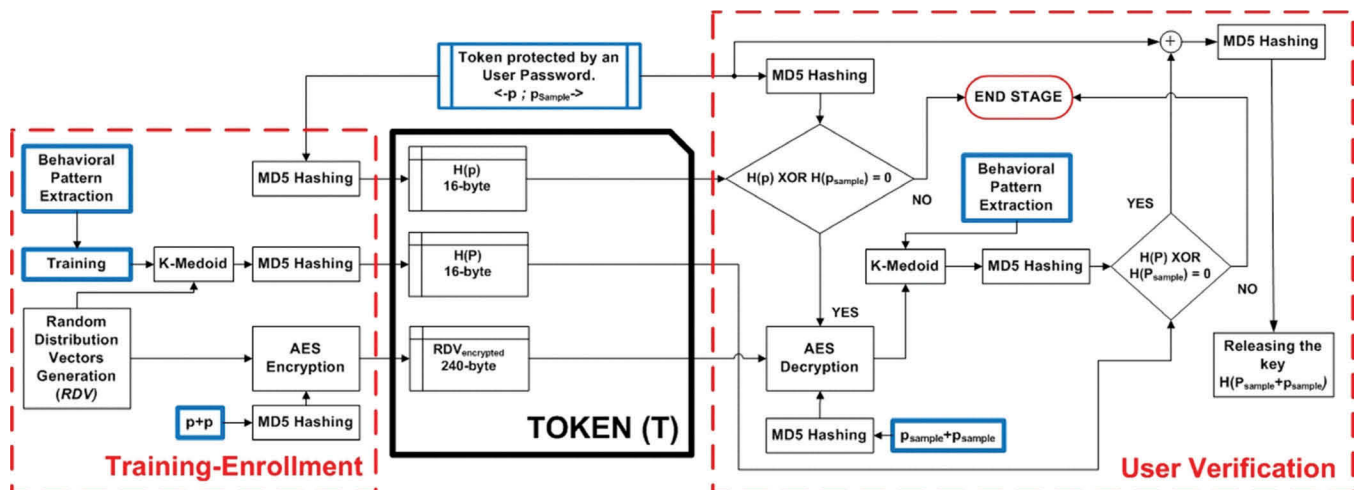 Token protected by an
User Password.
<-p ; pSample->
MD5 Hashing
MD5 Hashing
END STAGE
Behavioral
Pattern
Extraction
MD5 Hashing
H(p)
16-byte
H(p) XOR H(psample) = 0
NO
Behavioral
Pattern
Extraction
YES
Training
K-Medoid
MD5 Hashing
H(P)
16-byte
K-Medoid
MD5 Hashing
H(P) XOR
H(Psample) = 0
NO
Random
Distribution
Vectors
Generation
(RDV)
AES
Encryption
RDVencrypted
240-byte
YES
AES
Decryption
Releasing the
key
H(Psample+psample)
p+p
MD5 Hashing
TOKEN (T)
MD5 Hashing
psample+psample
Training-Enrollment
User Verification
+